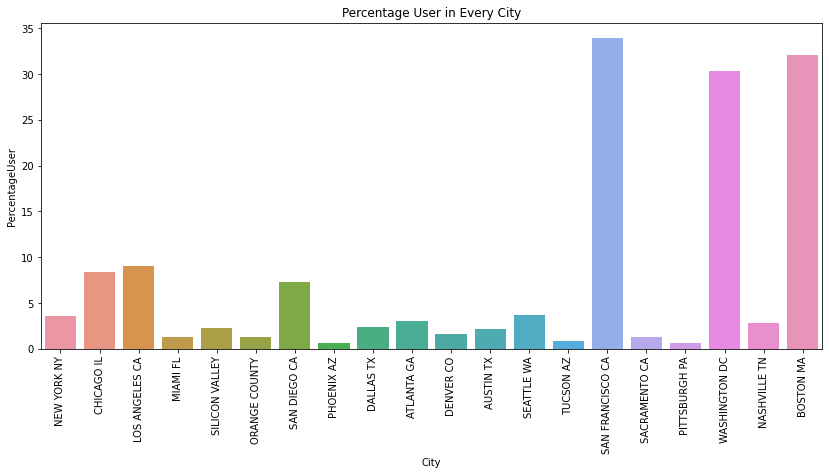 Percentage User in Every City
PercentageUser
35
30
25
20
15
10
5
0
NEW YORK NY
CHICAGO IL
LOS ANGELES CA
MIAMI FL
SILICON VALLEY
ORANGE COUNTY
SAN DIEGO CA
PHOENIX AZ
DALLAS TX
ATLANTA GA
DENVER CO
AUSTIN TX
SEATTLE WA
TUCSON AZ
SAN FRANCISCO CA
SACRAMENTO CA
PITTSBURGH PA
WASHINGTON DC
NASHVILLE TN
BOSTON MA
City